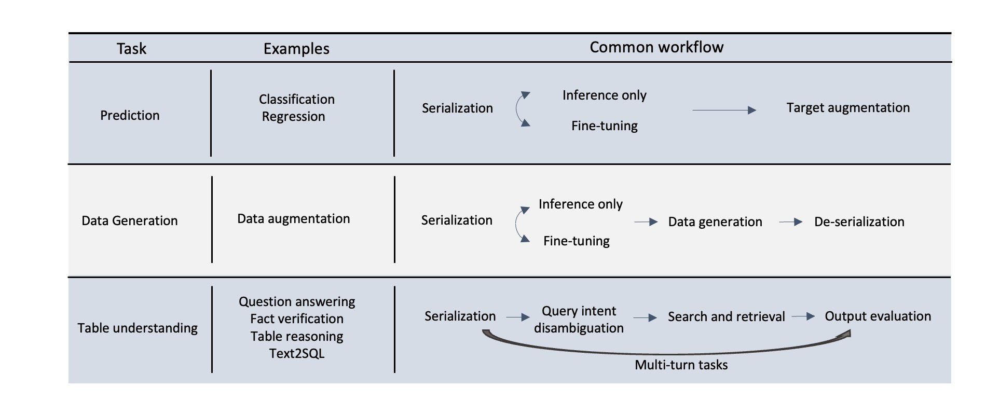 Task
Examples
Common workflow
Prediction
Classification
Regression
Serialization
Inference only
Fine-tuning
Target augmentation
Data Generation
Data augmentation
Serialization
Inference only
Fine-tuning
Data generation
De-serialization
Table understanding
Question answering
Fact verification
Table reasoning
Text2SQL
Serialization
Query intent
disambiguation
Search and retrieval
Output evaluation
Multi-turn tasks